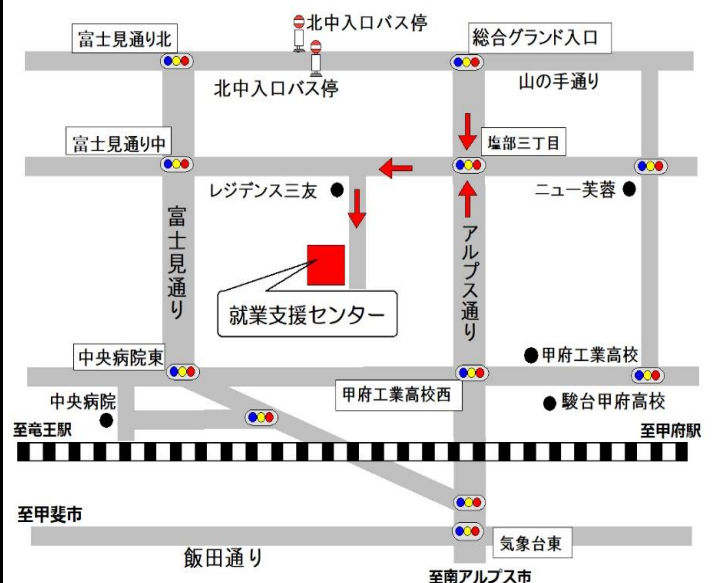 北中入口バス停
富士見通り北
総合グランド入口
北中入口バス停
山の手通り
富士見通り中
塩部三丁目
レジデンス三友
ニュー芙蓉
富士見通り
アルプス通り
就業支援センター
中央病院東
甲府工業高校
甲府工業高校西
中央病院
駿台甲府高校
至竜王駅
至甲府駅
至甲斐市
飯田通り
気象台東
至南アルプス市